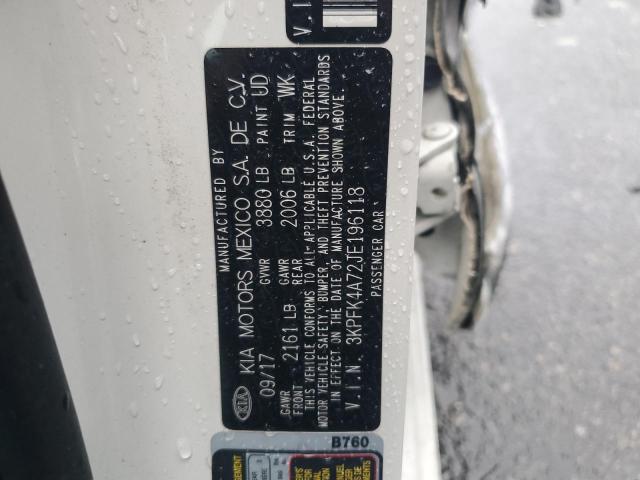 V.I.
MANUFACTURED BY
KIA KIA MOTORS MEXICO S.A. DE C.V.
09/17 GVWR 3880 LB PAINT UD
GAWR FRONT 2161 LB GAWR REAR 2006 LB TRIM WK
THIS VEHICLE CONFORMS TO ALL APPLICABLE U.S.A. FEDERAL
MOTOR VEHICLE SAFETY, BUMPER, AND THEFT PREVENTION STANDARDS
IN EFFECT ON THE DATE OF MANUFACTURE SHOWN ABOVE.
V.I.N. 3KPFK4A72JE196118
PASSENGER CAR
B760